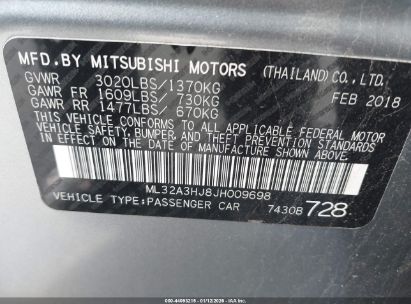 MFD.BY MITSUBISHI MOTORS (THAILAND)CO.,LTD.
GVWR 3020LBS/1370KG
FEB 2018
GAWR FR 1609LBS/ 730KG
GAWR RR 1477LBS/ 670KG
THIS VEHICLE CONFORMS TO ALL APPLICABLE FEDERAL MOTOR
VEHICLE SAFETY, BUMPER, AND THEFT PREVENTION STANDARDS
IN EFFECT ON THE DATE OF MANUFACTURE SHOWN ABOVE.
ML32A3HJ8JH009698
VEHICLE TYPE:PASSENGER CAR 7430B 728